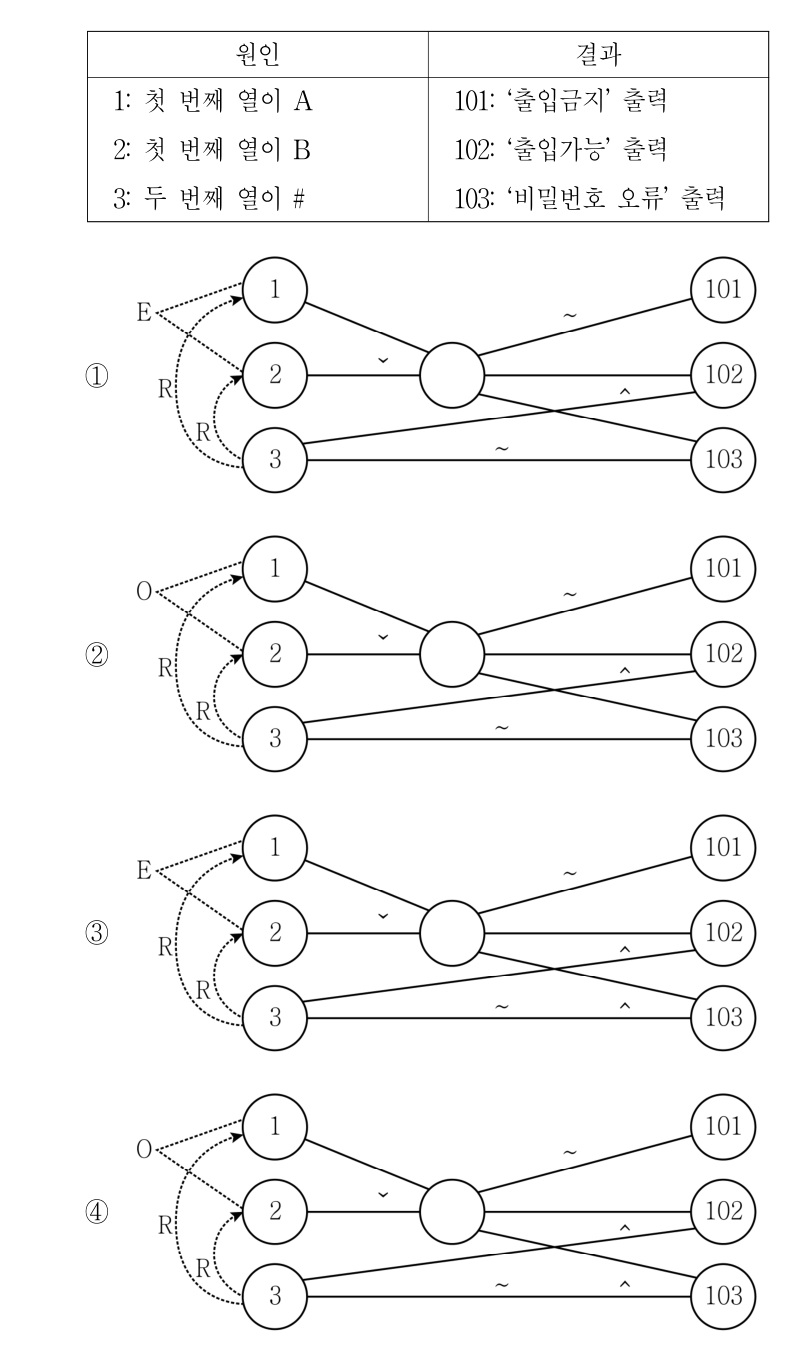 원인 결과
1: 첫 번째 열이 A 101: ‘출입금지’ 출력
2: 첫 번째 열이 B 102: ‘출입가능’ 출력
3: 두 번째 열이 # 103: ‘비밀번호 오류’ 출력
1 ~ 101
E
① R 2 ˅ 102
^
R 3 ~ 103
1 ~ 101
O
② R 2 ˅ 102
^
R 3 ~ 103
1 ~ 101
E
③ R 2 ˅ 102
^
R 3 ~ ^ 103
1 ~ 101
O
④ R 2 ˅ 102
^
R 3 ~ ^ 103